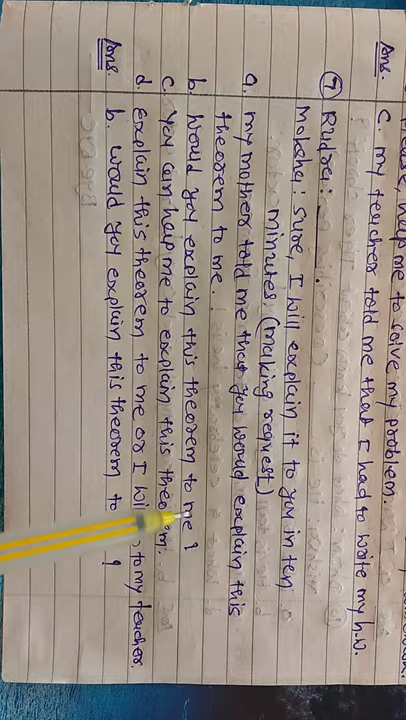 help me to solve my problem.
Ans. c. my teacher told me that I had to write my h.w.
⑦ Rudra: ________.
Moksha: sure, I will explain it to you in ten
minutes. (making request)
a. my mother told me that you would explain this
theorem to me.
b. would you explain this theorem to me?
c. you can help me to explain this theorem.
d. explain this theorem to me or I to my teacher.
Ans. b. would you explain this theorem to ?